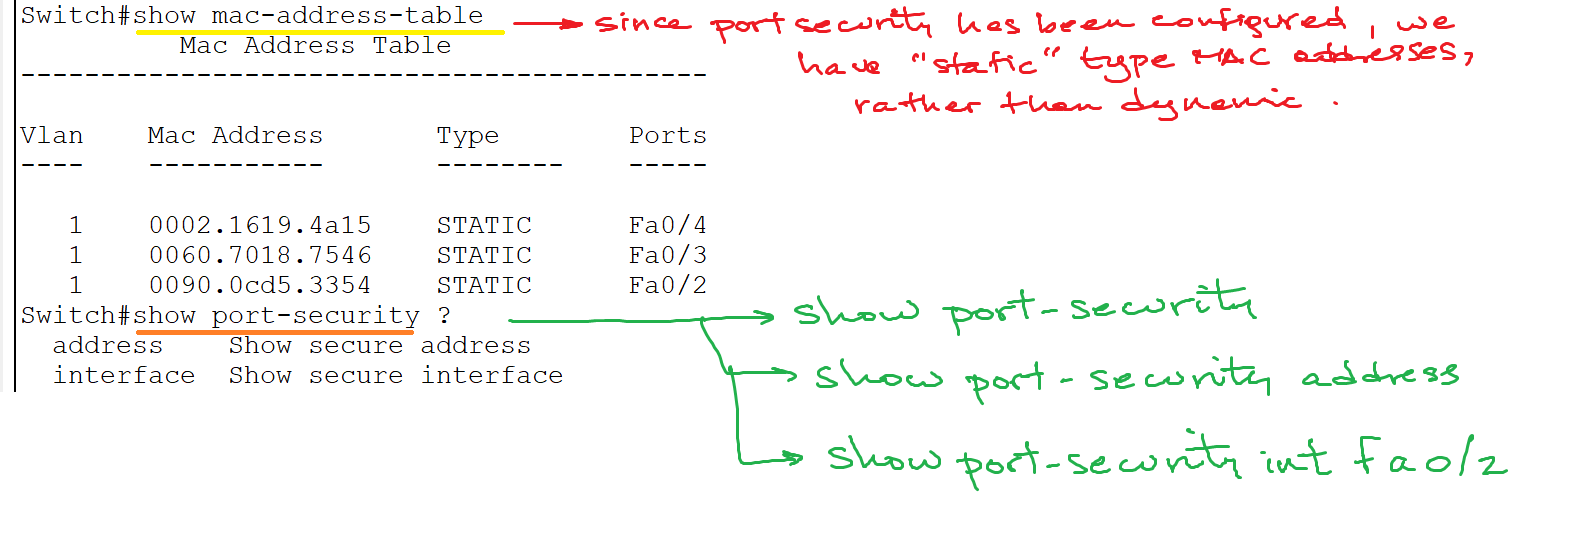 Switch#show mac-address-table → since port security has been configured, we
Mac Address Table
have "static" type MAC addresses,
-------------------------------------------
rather than dynamic.
Vlan    Mac Address       Type        Ports
----    -----------       --------    -----
1    0002.1619.4a15    STATIC      Fa0/4
1    0060.7018.7546    STATIC      Fa0/3
1    0090.0cd5.3354    STATIC      Fa0/2
Switch#show port-security ? → show port-security
address    Show secure address
interface  Show secure interface
→ show port-security address
→ show port-security int Fa0/2